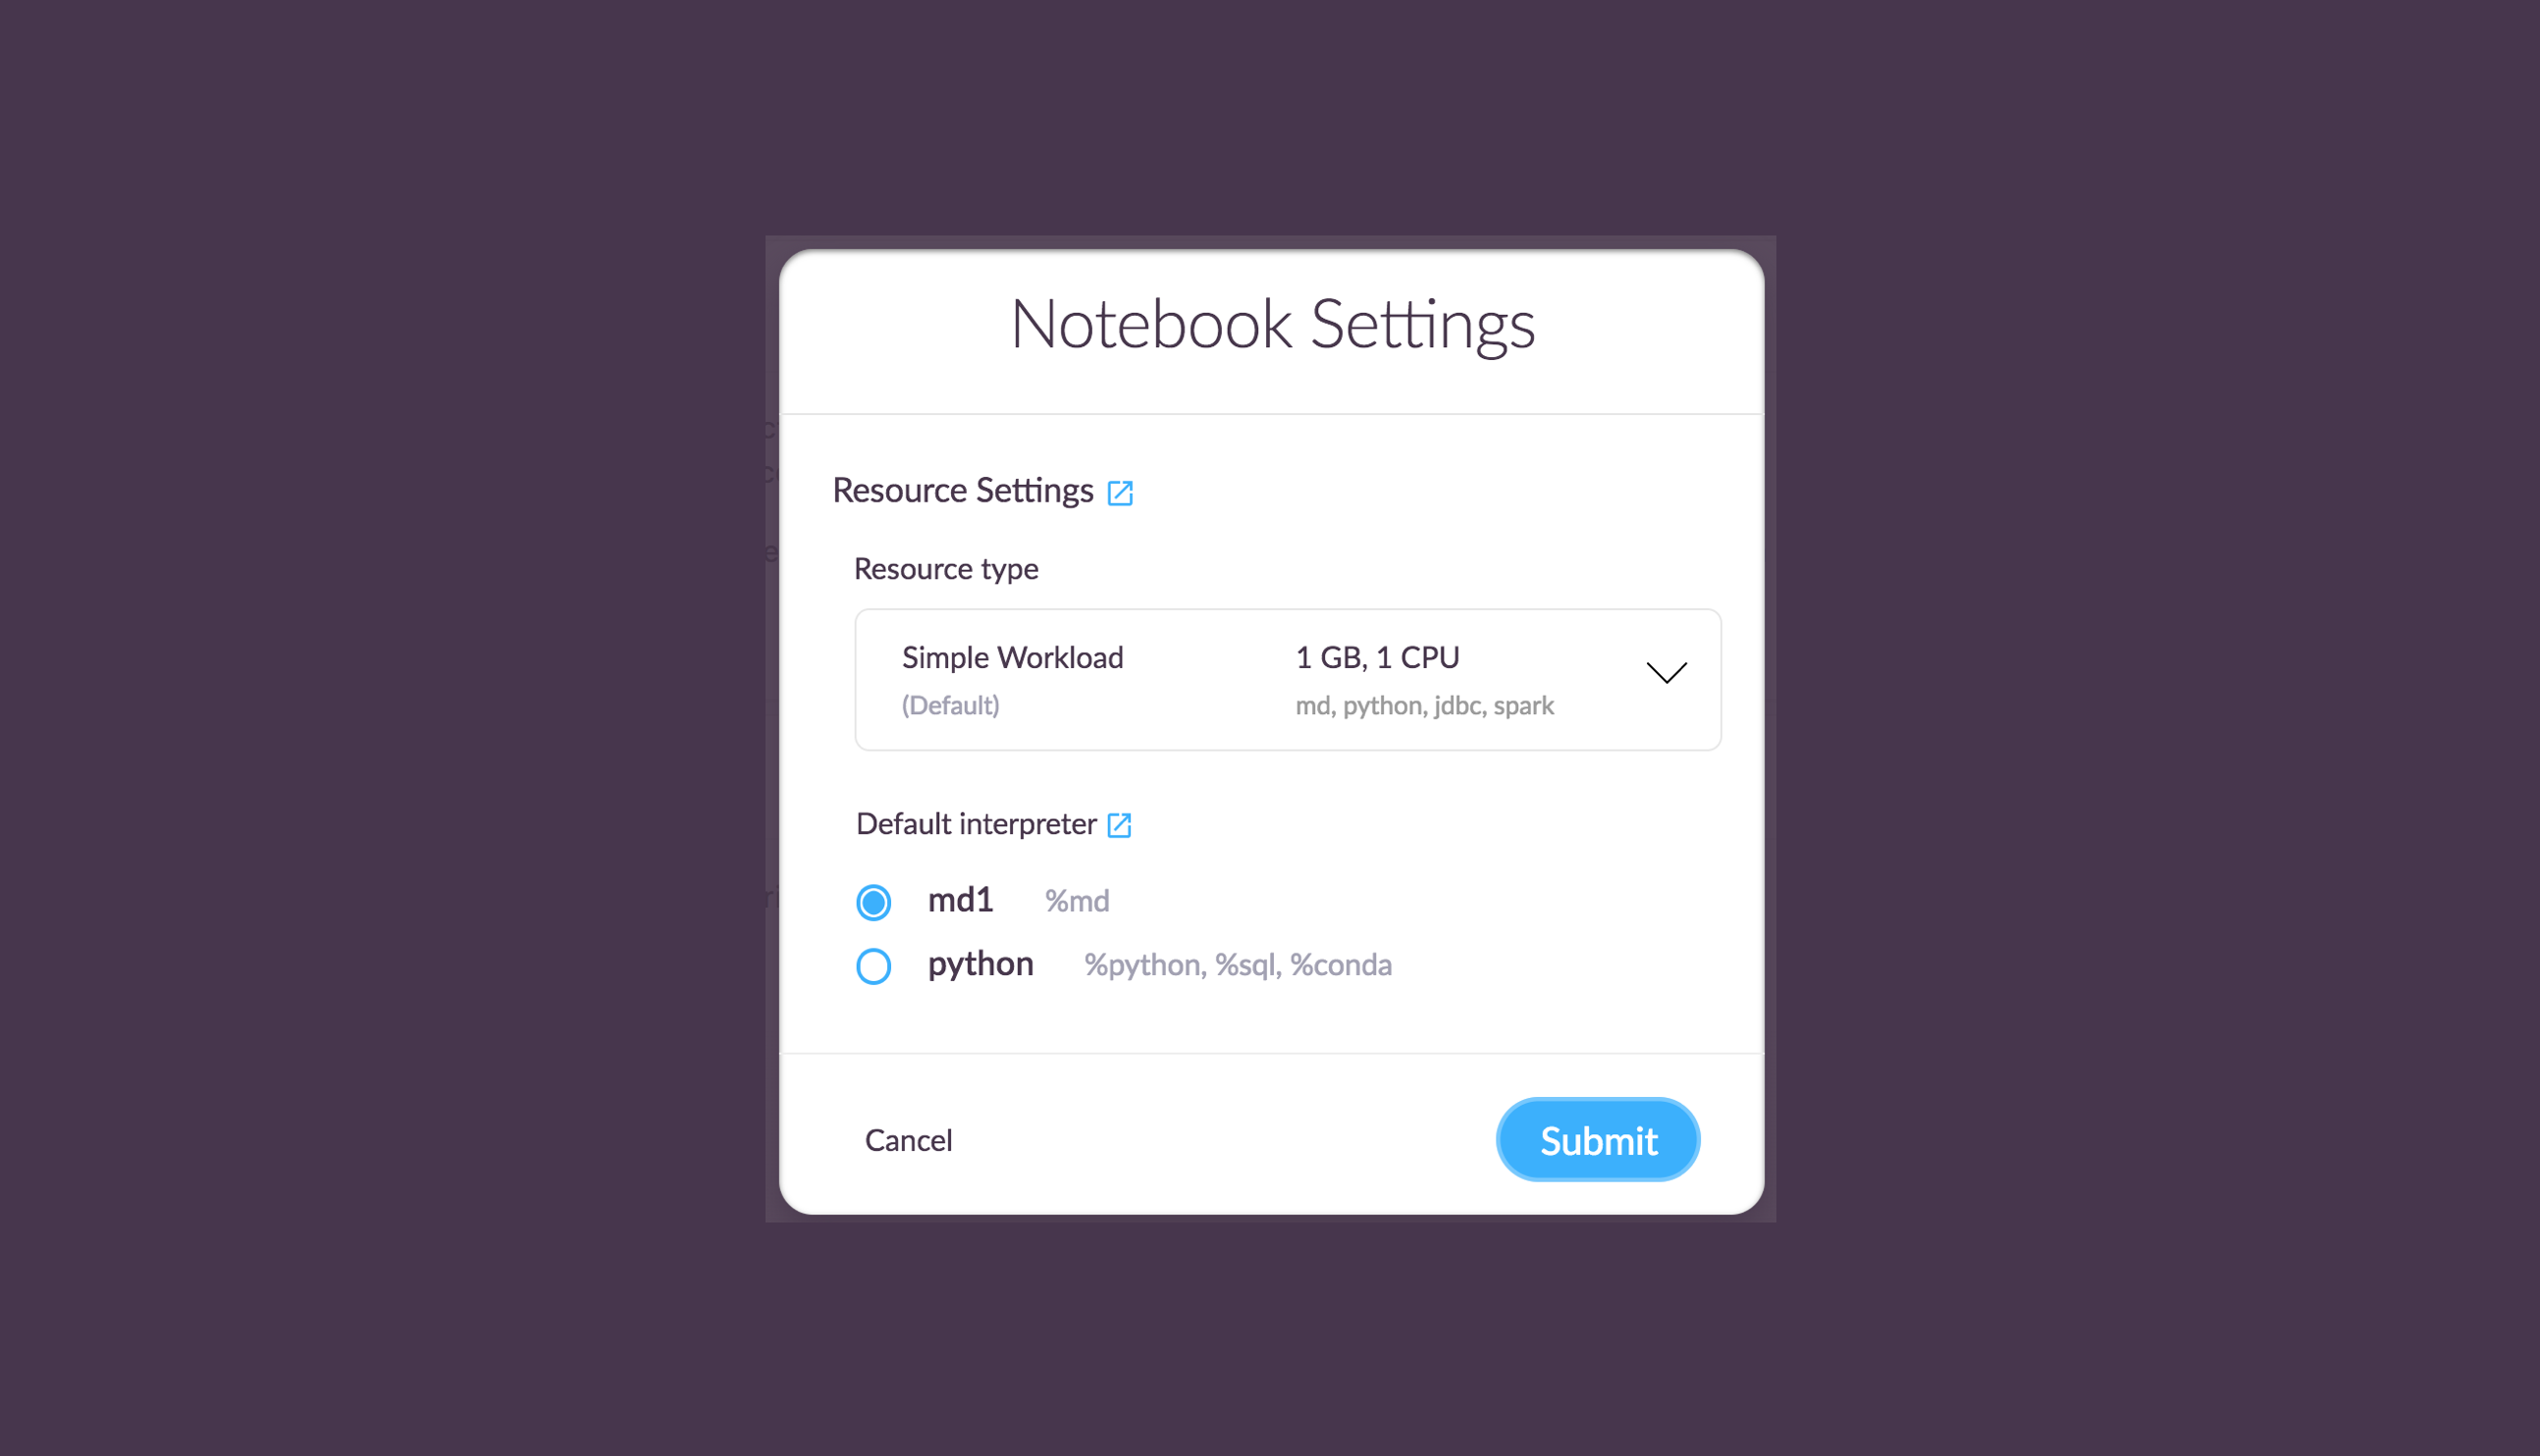 Notebook Settings
Resource Settings
Resource type
Simple Workload 1 GB, 1 CPU
(Default) md, python, jdbc, spark
Default interpreter
md1 %md
python %python, %sql, %conda
Cancel Submit